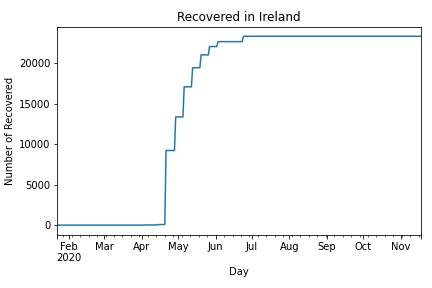 Recovered in Ireland
Number of Recovered
20000
15000
10000
5000
0
Feb Mar Apr May Jun Jul Aug Sep Oct Nov
2020
Day